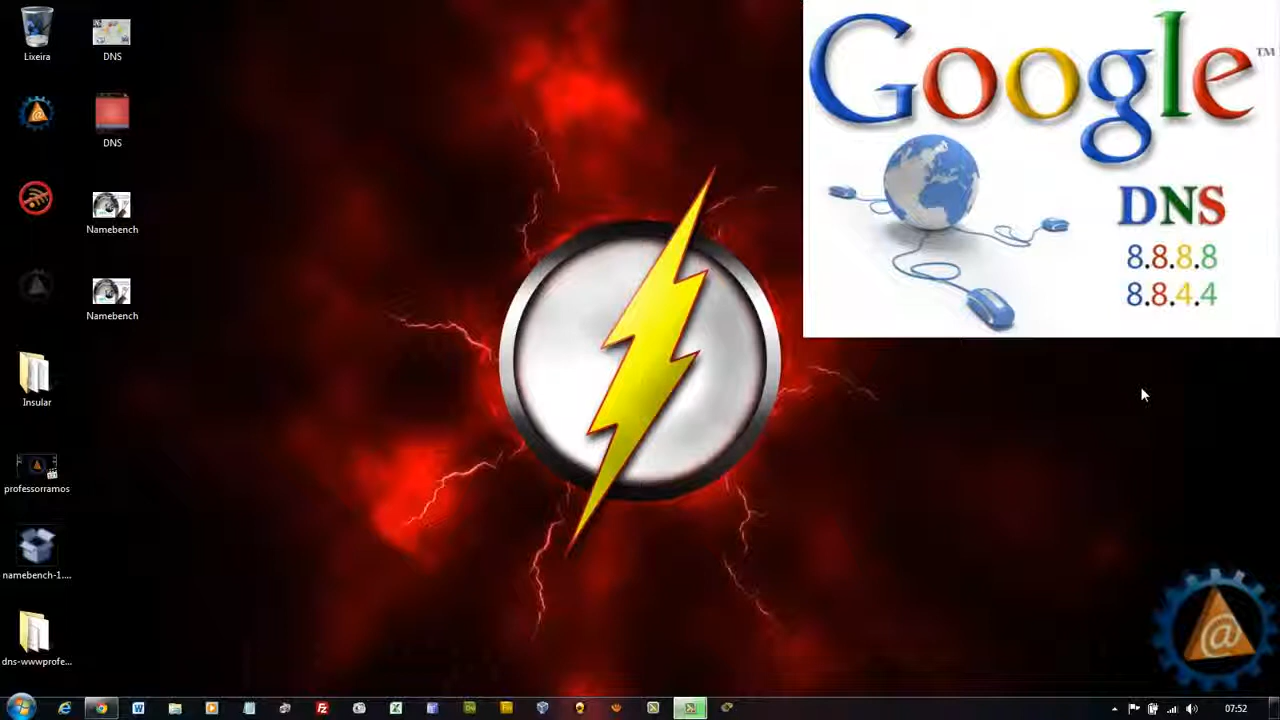 Lixeira
DNS
DNS
Namebench
Namebench
Insular
professorramos
namebench-1....
dns-wwwprofe...
Google™
DNS
8.8.8.8
8.8.4.4
@
07:52